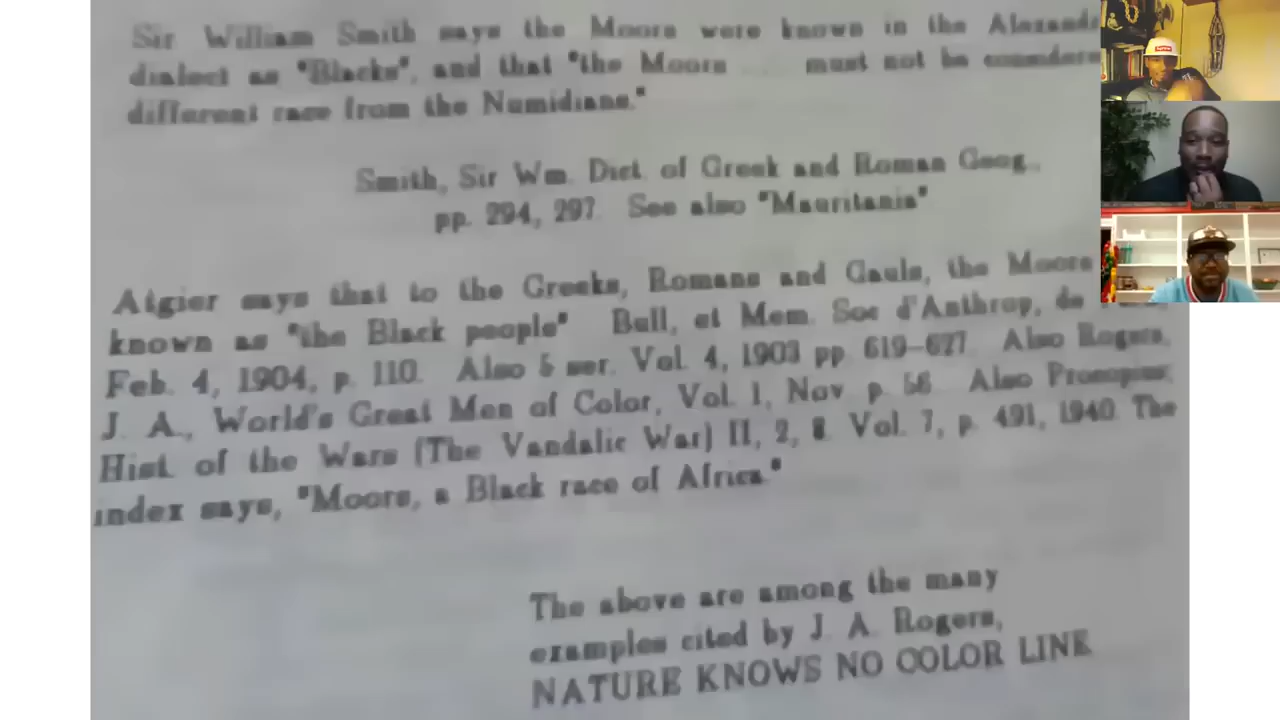 Sir William Smith says the Moors were known in the
dialect as "Blacks", and that "the Moors ... must not be
different race from the Numidians."
Smith, Sir Wm. Dict. of Greek and Roman Geog.,
pp. 294, 297. See also "Mauritania"
Atgier says that to the Greeks, Romans and Gauls, the Moors
known as "the Black people" Bull, et Mem. Soc d'Anthrop, de
Feb. 4, 1904, p. 110. Also 5 ser. Vol. 4, 1903 pp. 619-627. Also Rogers,
J. A., World's Great Men of Color, Vol. 1, Nov p. 56. Also Procopius:
Hist. of the Wars (The Vandalic War) II, 2, 8. Vol. 7, p. 491, 1940. The
index says, "Moors, a Black race of Africa."
The above are among the many
examples cited by J. A. Rogers,
NATURE KNOWS NO COLOR LINE